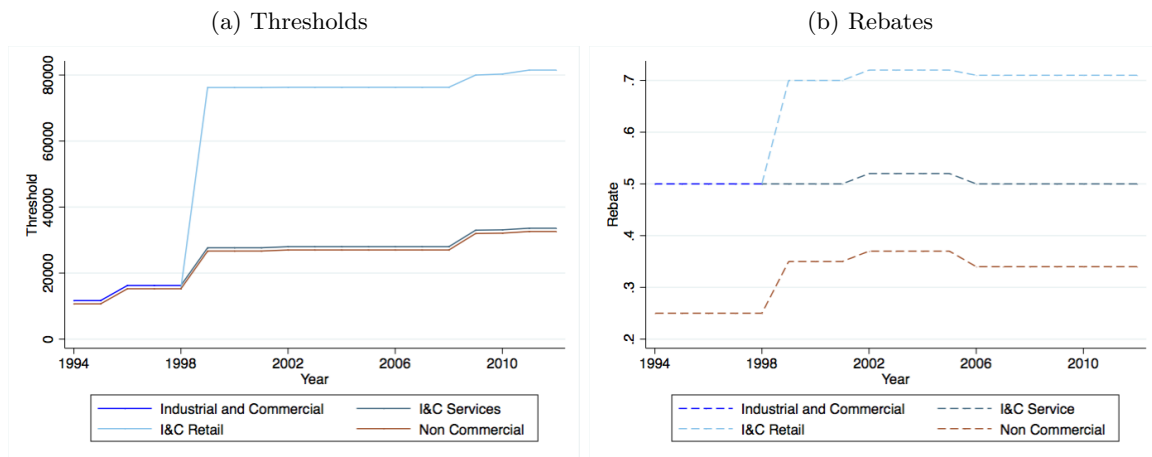 (a) Thresholds
80000
60000
40000
20000
0
Threshold
1994
1998
2002
2006
2010
Year
Industrial and Commercial
I&C Services
I&C Retail
Non Commercial
(b) Rebates
.7
.6
.5
.4
.3
.2
Rebate
1994
1998
2002
2006
2010
Year
Industrial and Commercial
I&C Service
I&C Retail
Non Commercial